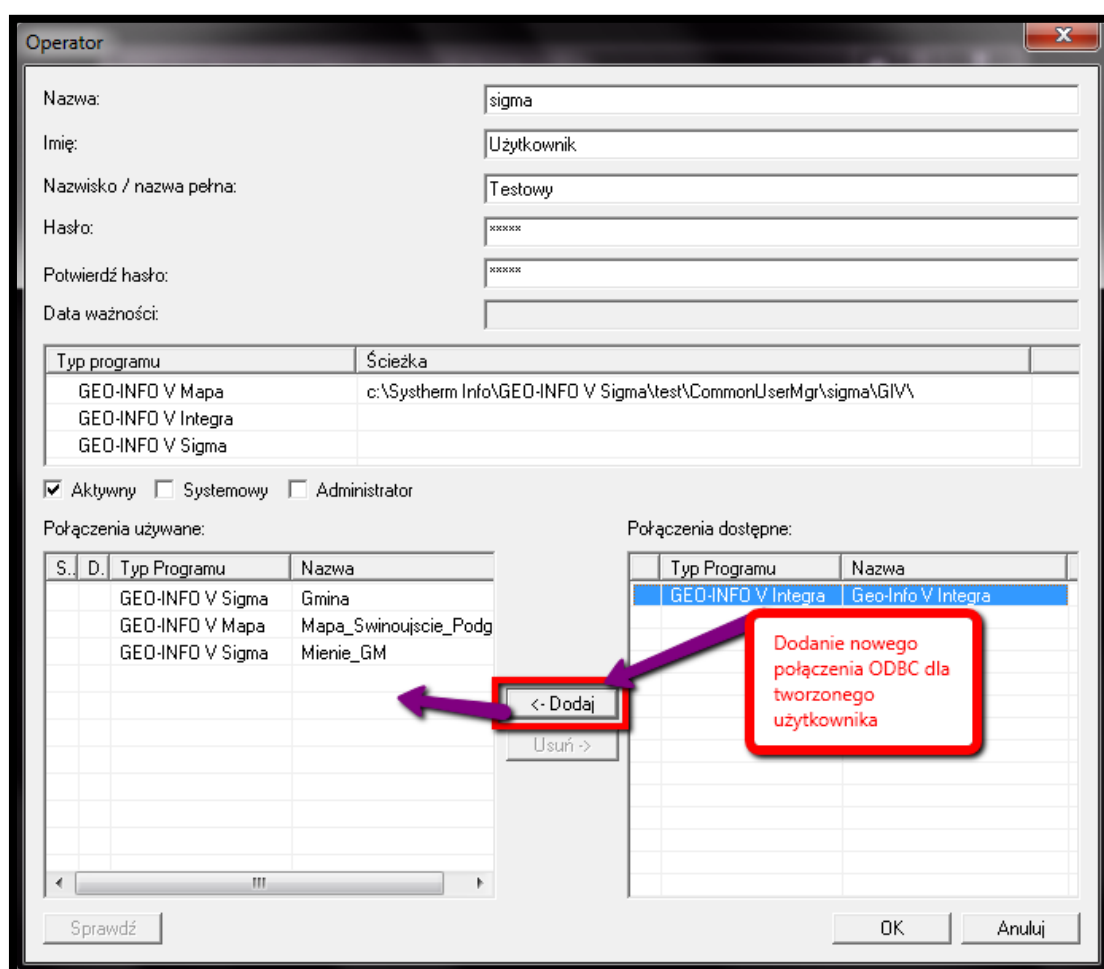 Operator
Nazwa:
sigma
Imię:
Użytkownik
Nazwisko / nazwa pełna:
Testowy
Hasło:
*****
Potwierdź hasło:
*****
Data ważności:
Typ programu Ścieżka
GEO-INFO V Mapa c:\Systherm Info\GEO-INFO V Sigma\test\CommonUserMgr\sigma\GIV\
GEO-INFO V Integra
GEO-INFO V Sigma
Aktywny Systemowy Administrator
Połączenia używane:
S.. D. Typ Programu Nazwa
GEO-INFO V Sigma Gmina
GEO-INFO V Mapa Mapa_Swinoujscie_Podg
GEO-INFO V Sigma Mienie_GM
<- Dodaj
Usuń ->
Połączenia dostępne:
Typ Programu Nazwa
GEO-INFO V Integra Geo-Info V Integra
Dodanie nowego
połączenia ODBC dla
tworzonego
użytkownika
Sprawdź
OK
Anuluj